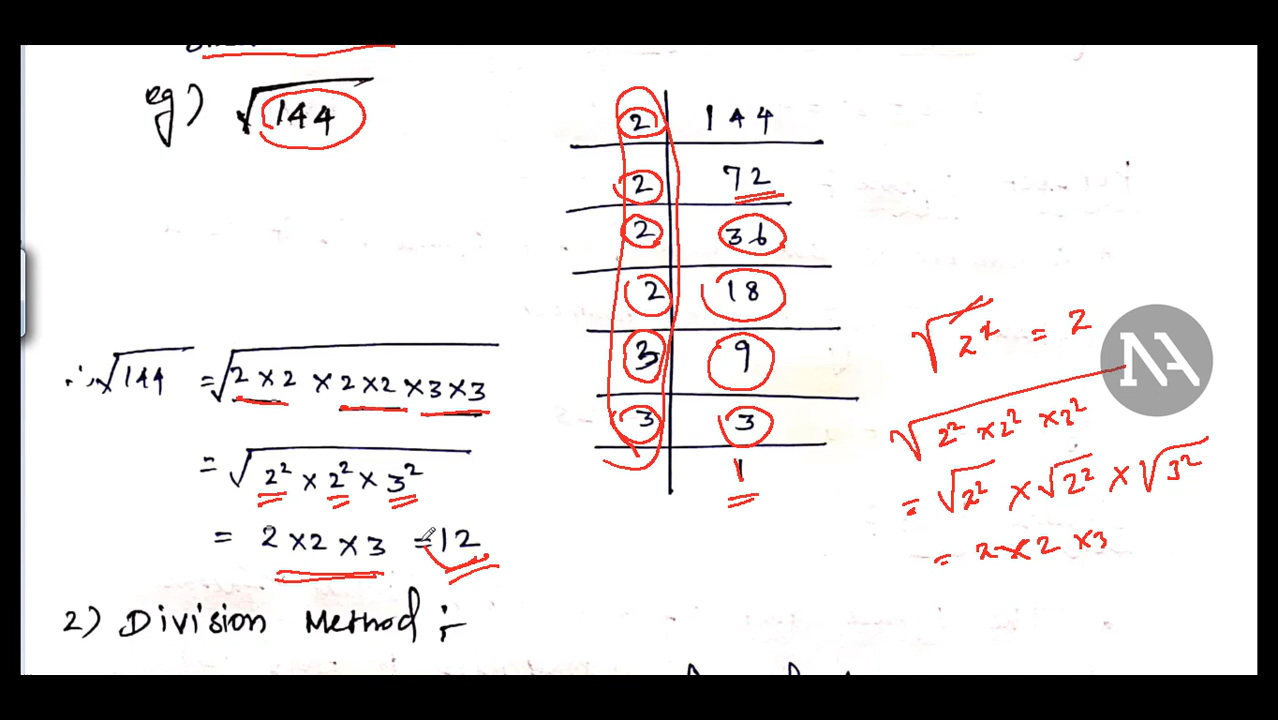 eg) √144
2 | 144
2 | 72
2 | 36
2 | 18
3 | 9
3 | 3
1
∴ √144 = √2×2 × 2×2 × 3×3
= √2² × 2² × 3²
= 2×2×3 = 12
√2² = 2
√2² × 2² × 3²
= √2² × √2² × √3²
= 2×2×3
NA
2) Division Method :-